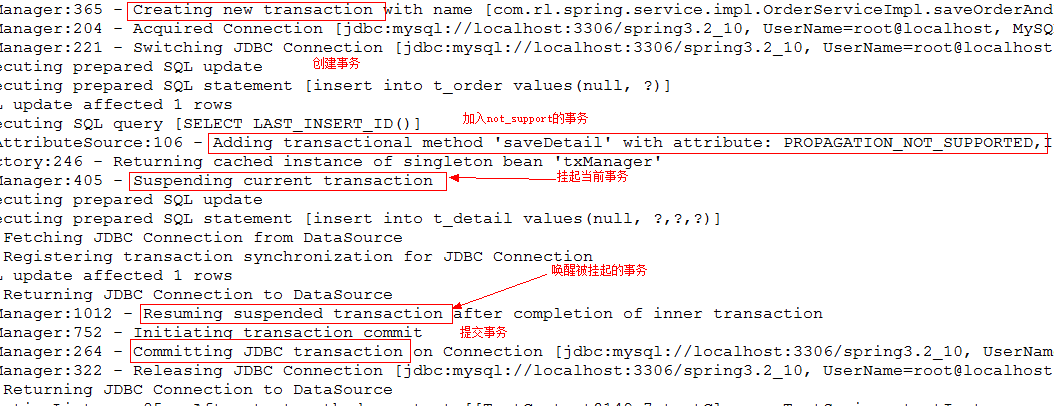 Manager:365 - Creating new transaction with name [com.rl.spring.service.impl.OrderServiceImpl.saveOrderAnd
Manager:204 - Acquired Connection [jdbc:mysql://localhost:3306/spring3.2_10, UserName=root@localhost, MySQ
Manager:221 - Switching JDBC Connection [jdbc:mysql://localhost:3306/spring3.2_10, UserName=root@localhost
ecuting prepared SQL update
创建事务
ecuting prepared SQL statement [insert into t_order values(null, ?)]
L update affected 1 rows
ecuting SQL query [SELECT LAST_INSERT_ID()]
加入not_support的事务
AttributeSource:106 - Adding transactional method 'saveDetail' with attribute: PROPAGATION_NOT_SUPPORTED,I
ctory:246 - Returning cached instance of singleton bean 'txManager'
Manager:405 - Suspending current transaction
挂起当前事务
ecuting prepared SQL update
ecuting prepared SQL statement [insert into t_detail values(null, ?,?,?)]
Fetching JDBC Connection from DataSource
Registering transaction synchronization for JDBC Connection
唤醒被挂起的事务
L update affected 1 rows
Returning JDBC Connection to DataSource
Manager:1012 - Resuming suspended transaction after completion of inner transaction
Manager:752 - Initiating transaction commit
提交事务
Manager:264 - Committing JDBC transaction on Connection [jdbc:mysql://localhost:3306/spring3.2_10, UserNam
Manager:322 - Releasing JDBC Connection [jdbc:mysql://localhost:3306/spring3.2_10, UserName=root@localhost
Returning JDBC Connection to DataSource